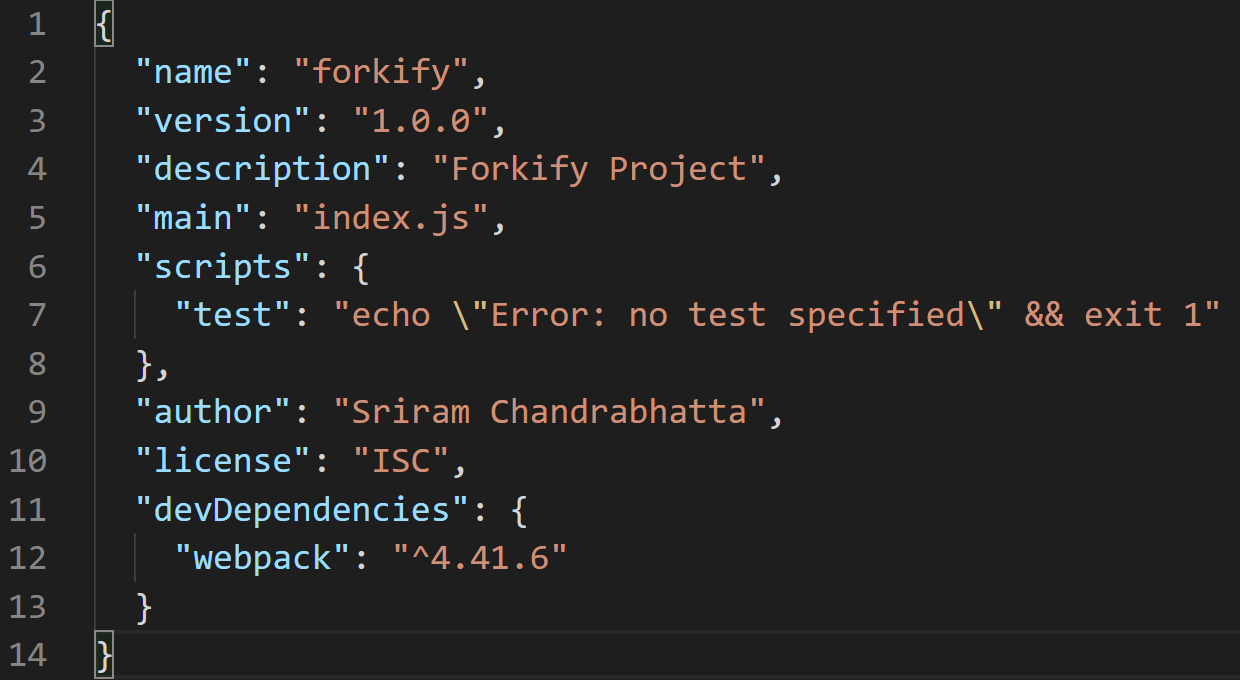 1 {
2 "name": "forkify",
3 "version": "1.0.0",
4 "description": "Forkify Project",
5 "main": "index.js",
6 "scripts": {
7 "test": "echo \"Error: no test specified\" && exit 1"
8 },
9 "author": "Sriram Chandrabhatta",
10 "license": "ISC",
11 "devDependencies": {
12 "webpack": "^4.41.6"
13 }
14 }